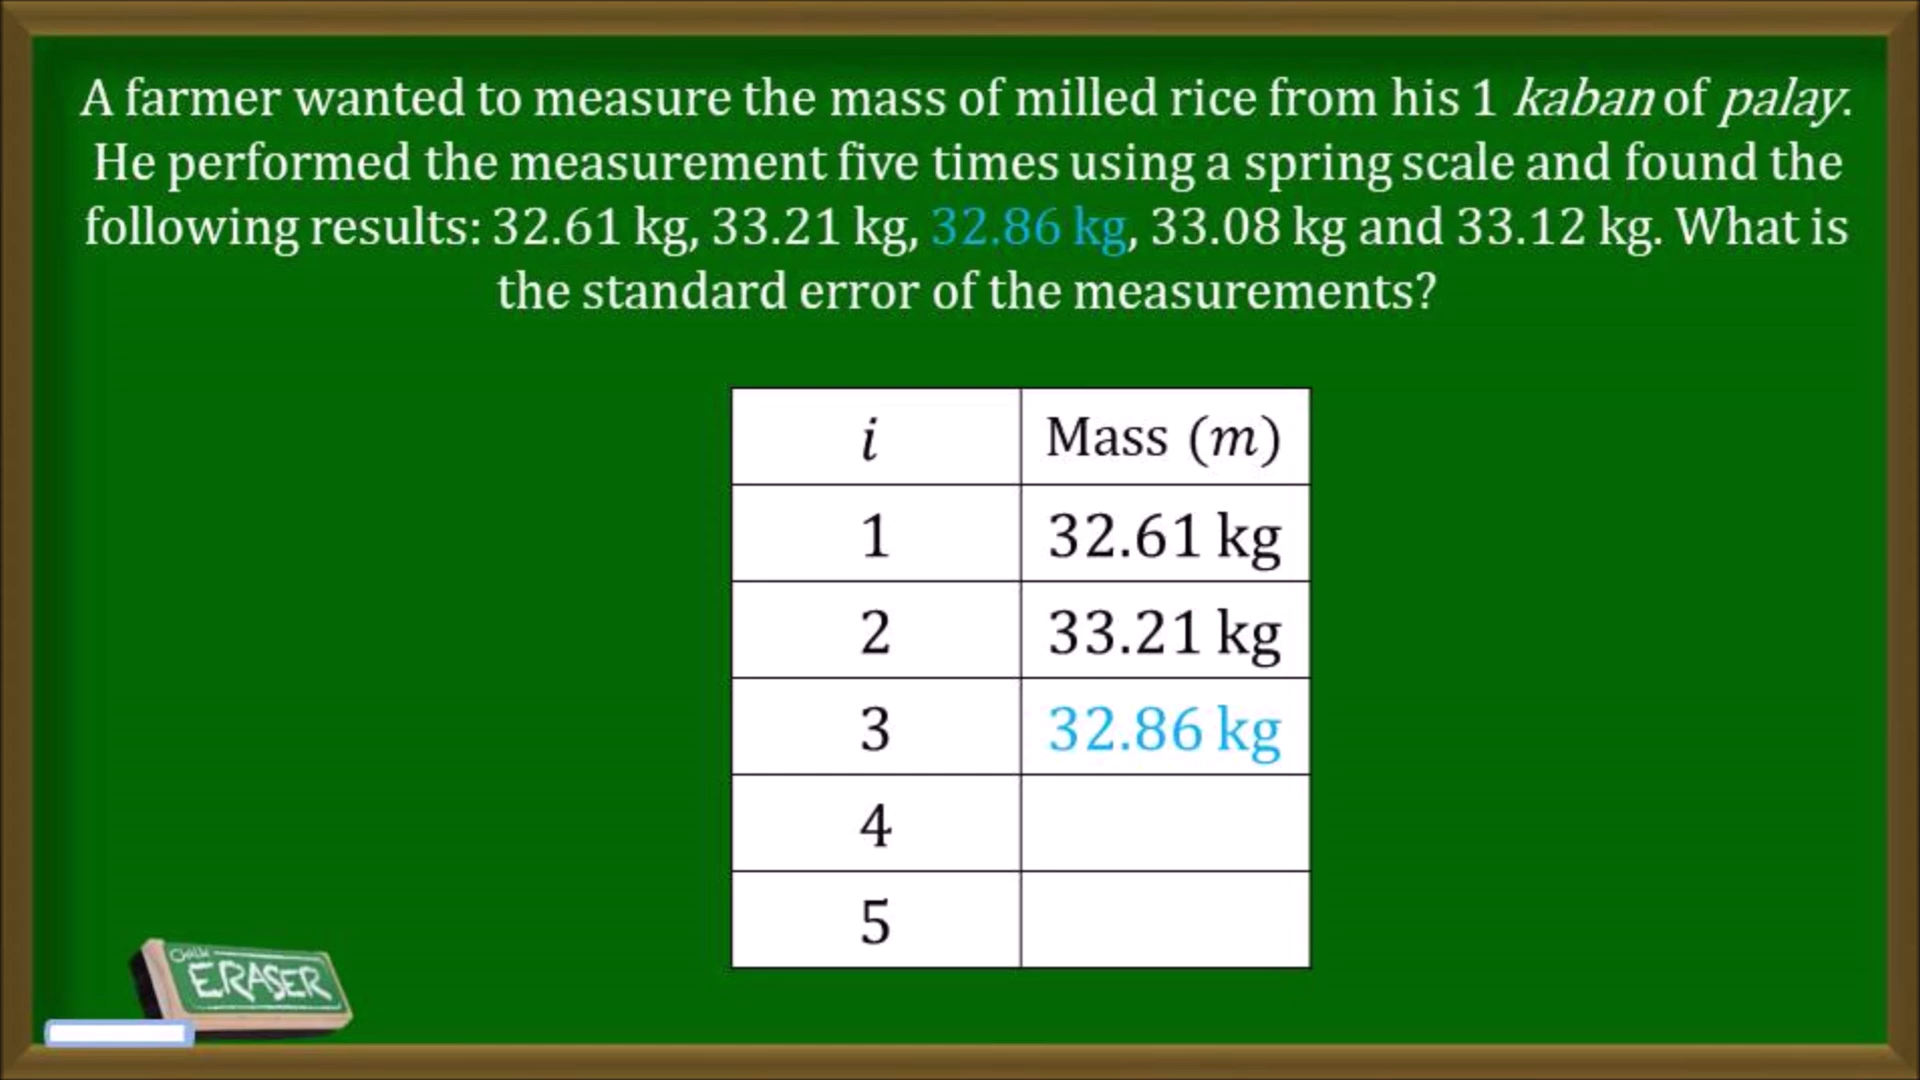 A farmer wanted to measure the mass of milled rice from his 1 kaban of palay.
He performed the measurement five times using a spring scale and found the
following results: 32.61 kg, 33.21 kg, 32.86 kg, 33.08 kg and 33.12 kg. What is
the standard error of the measurements?
i Mass (m)
1 32.61 kg
2 33.21 kg
3 32.86 kg
4
5
CHALK
ERASER